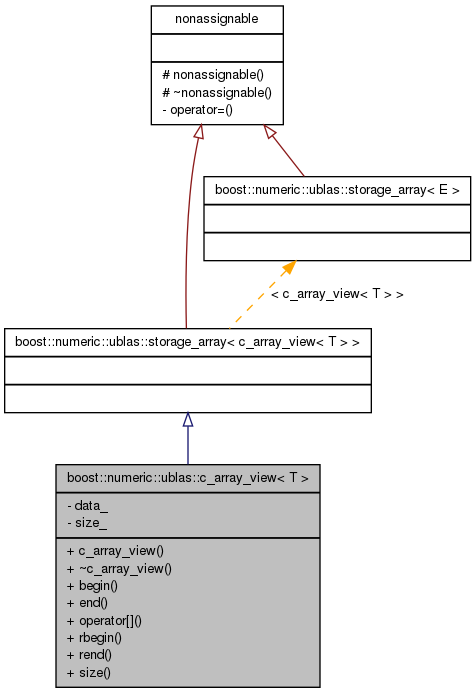 nonassignable
# nonassignable()
# ~nonassignable()
- operator=()
boost::numeric::ublas::storage_array< E >
< c_array_view< T > >
boost::numeric::ublas::storage_array< c_array_view< T > >
boost::numeric::ublas::c_array_view< T >
- data_
- size_
+ c_array_view()
+ ~c_array_view()
+ begin()
+ end()
+ operator[]()
+ rbegin()
+ rend()
+ size()